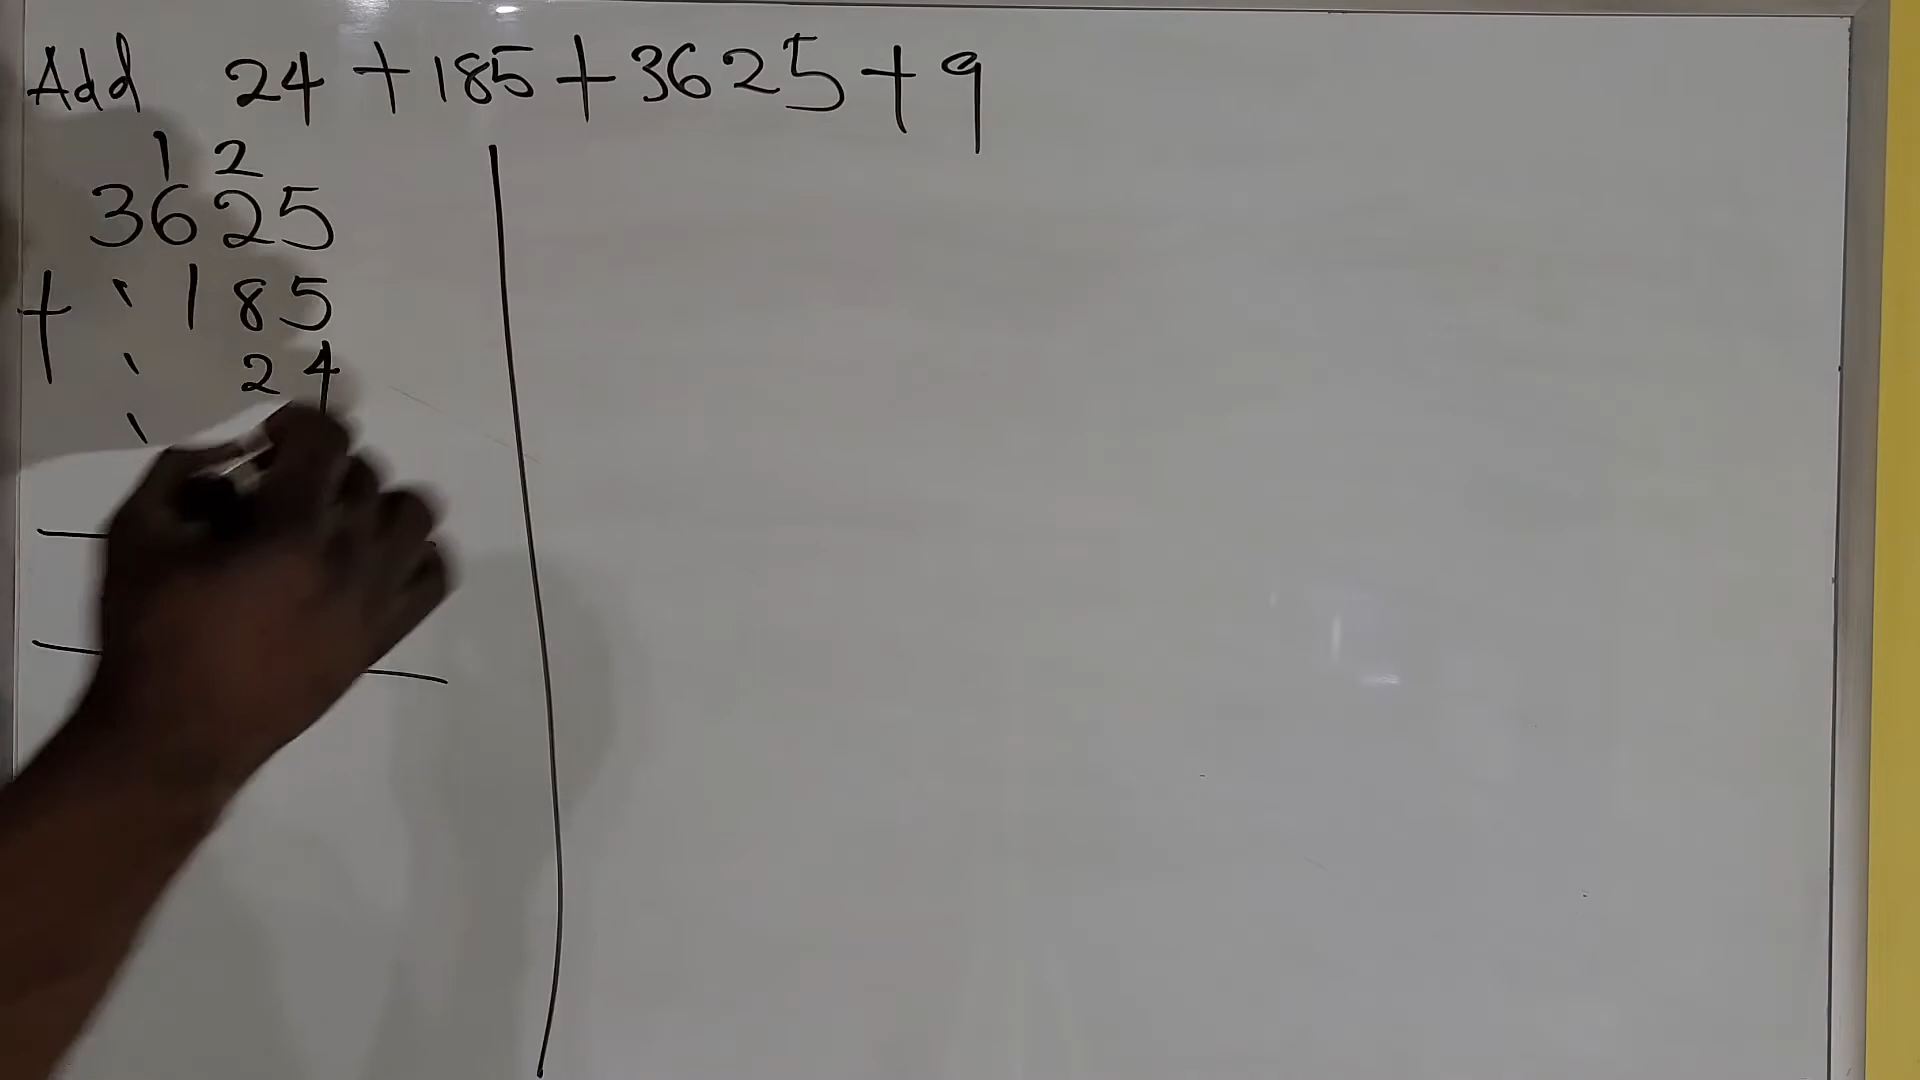 Add 24 + 185 + 3625 + 9
1 2
3625
+ ' 185
' 24
'